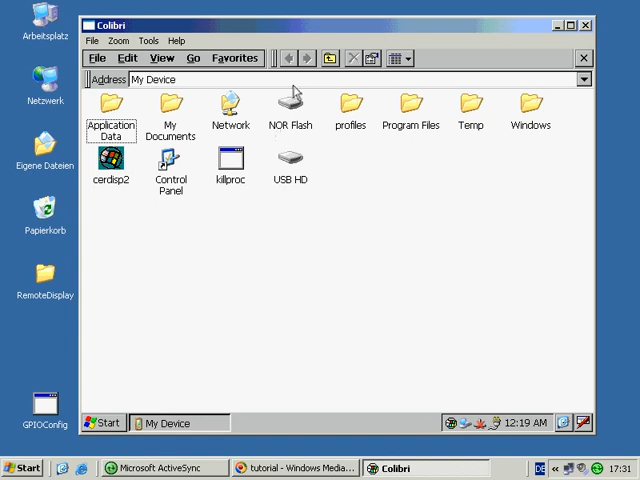 Arbeitsplatz
Netzwerk
Eigene Dateien
Papierkorb
RemoteDisplay
GPIOConfig
Colibri
File Zoom Tools Help
File Edit View Go Favorites
Address My Device
Application Data
My Documents
Network
NOR Flash
profiles
Program Files
Temp
Windows
cerdisp2
Control Panel
killproc
USB HD
Start My Device 12:19 AM
Start Microsoft ActiveSync tutorial - Windows Media... Colibri DE « 17:31